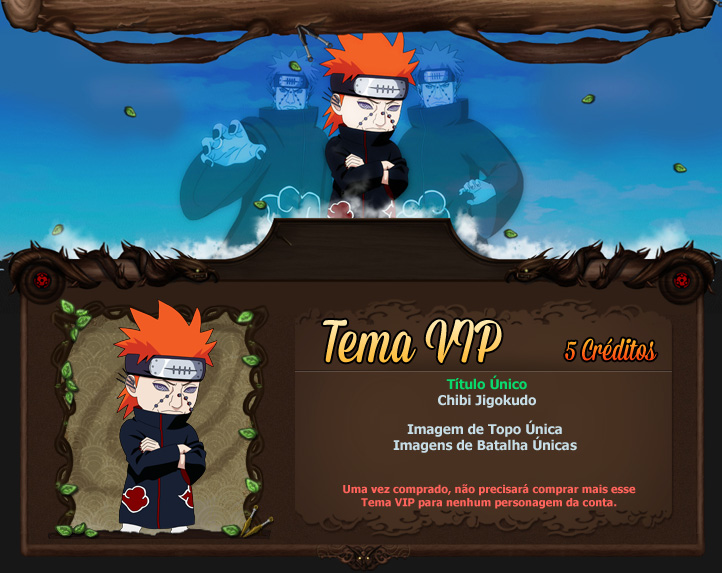 Tema VIP
5 Créditos
Título Único
Chibi Jigokudo
Imagem de Topo Única
Imagens de Batalha Únicas
Uma vez comprado, não precisará comprar mais esse
Tema VIP para nenhum personagem da conta.